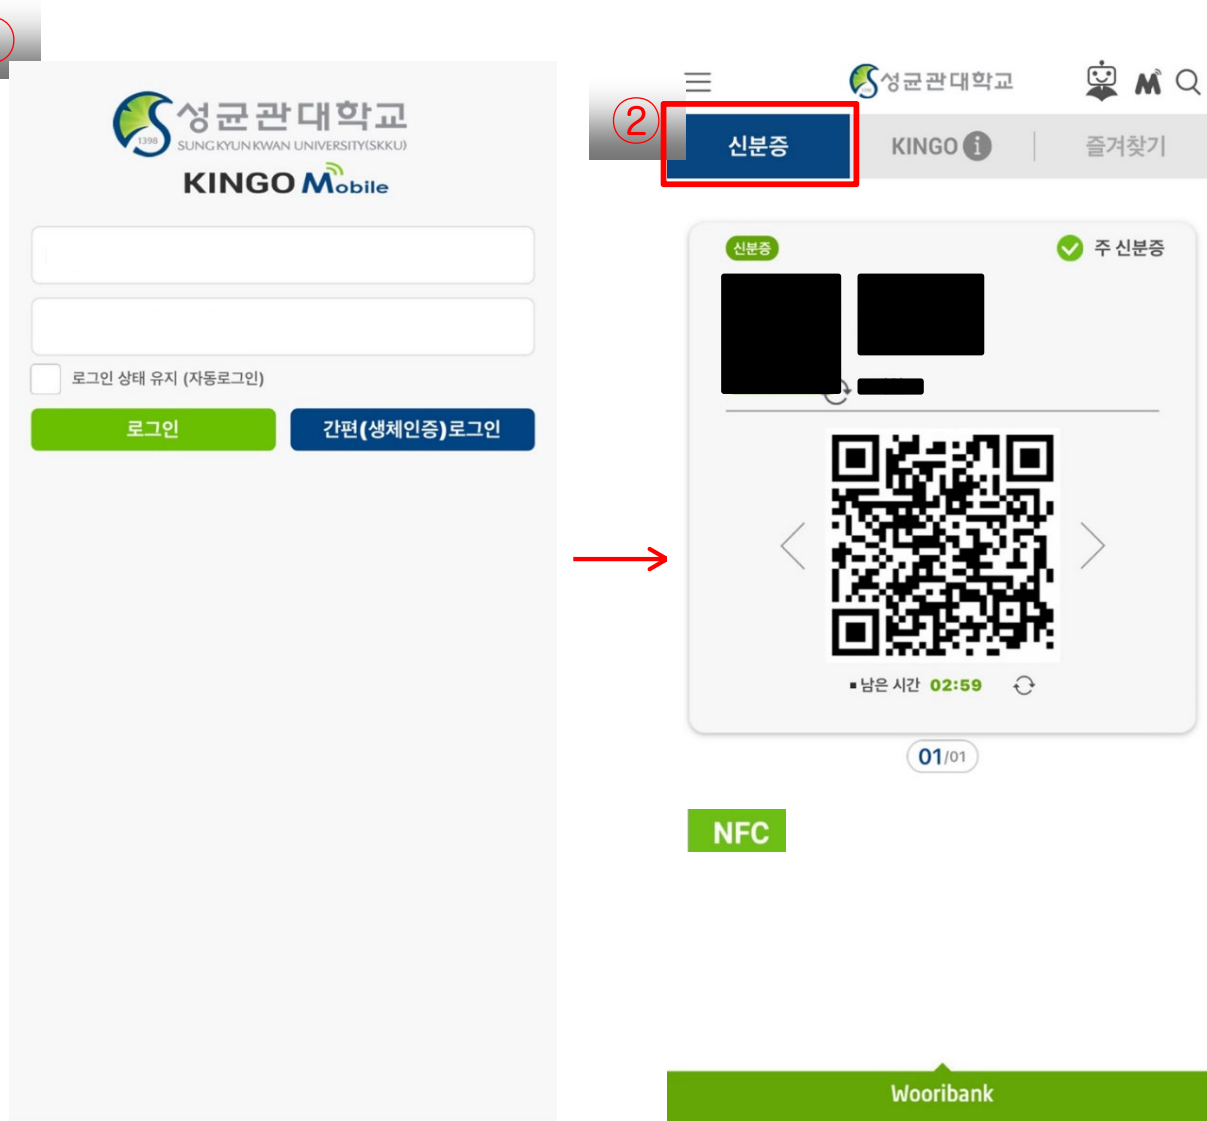 성균관대학교
1398
SUNG KYUN KWAN UNIVERSITY(SKKU)
KINGO Mobile
로그인 상태 유지 (자동로그인)
로그인
간편(생체인증)로그인
②
성균관대학교
M
신분증
KINGO i
즐겨찾기
신분증
주 신분증
▪ 남은 시간 02:59
01/01
NFC
Wooribank